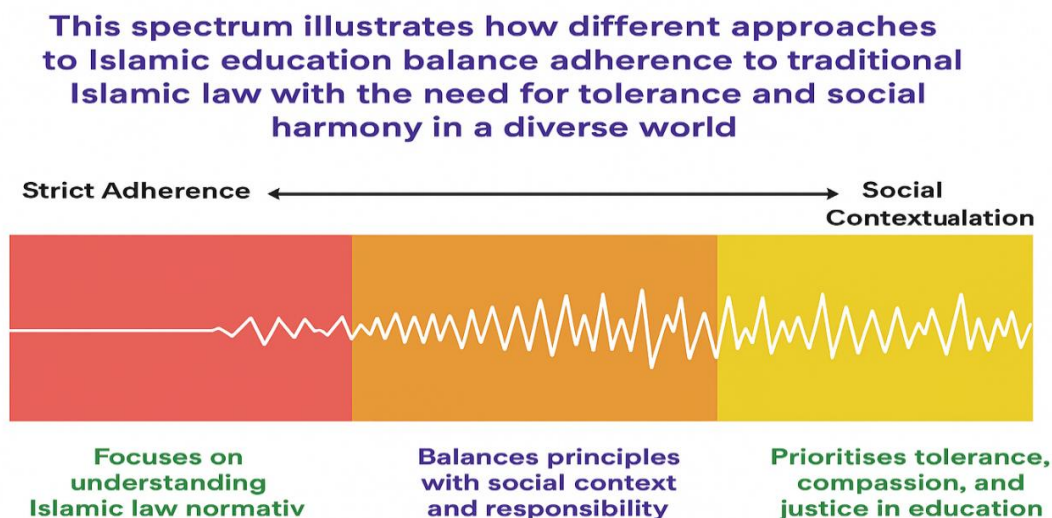 This spectrum illustrates how different approaches
to Islamic education balance adherence to traditional
Islamic law with the need for tolerance and social
harmony in a diverse world
Strict Adherence
Social
Contextualation
Focuses on
understanding
Islamic law normativ
Balances principles
with social context
and responsibility
Prioritises tolerance,
compassion, and
justice in education